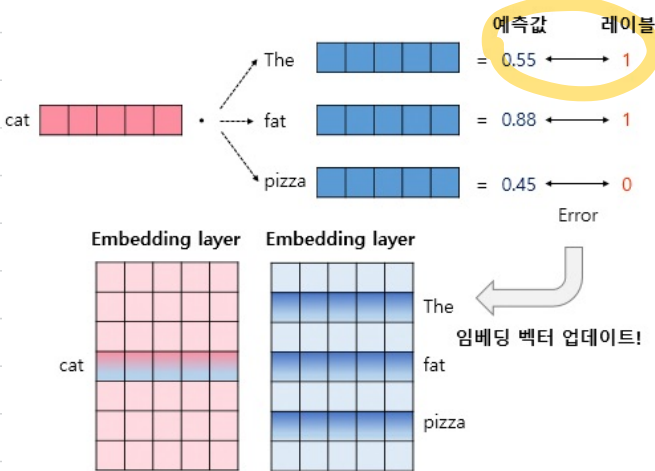 예측값 레이블
The = 0.55 1
cat fat = 0.88 1
pizza = 0.45 0
Error
Embedding layer Embedding layer
The
임베딩 벡터 업데이트!
cat fat
pizza